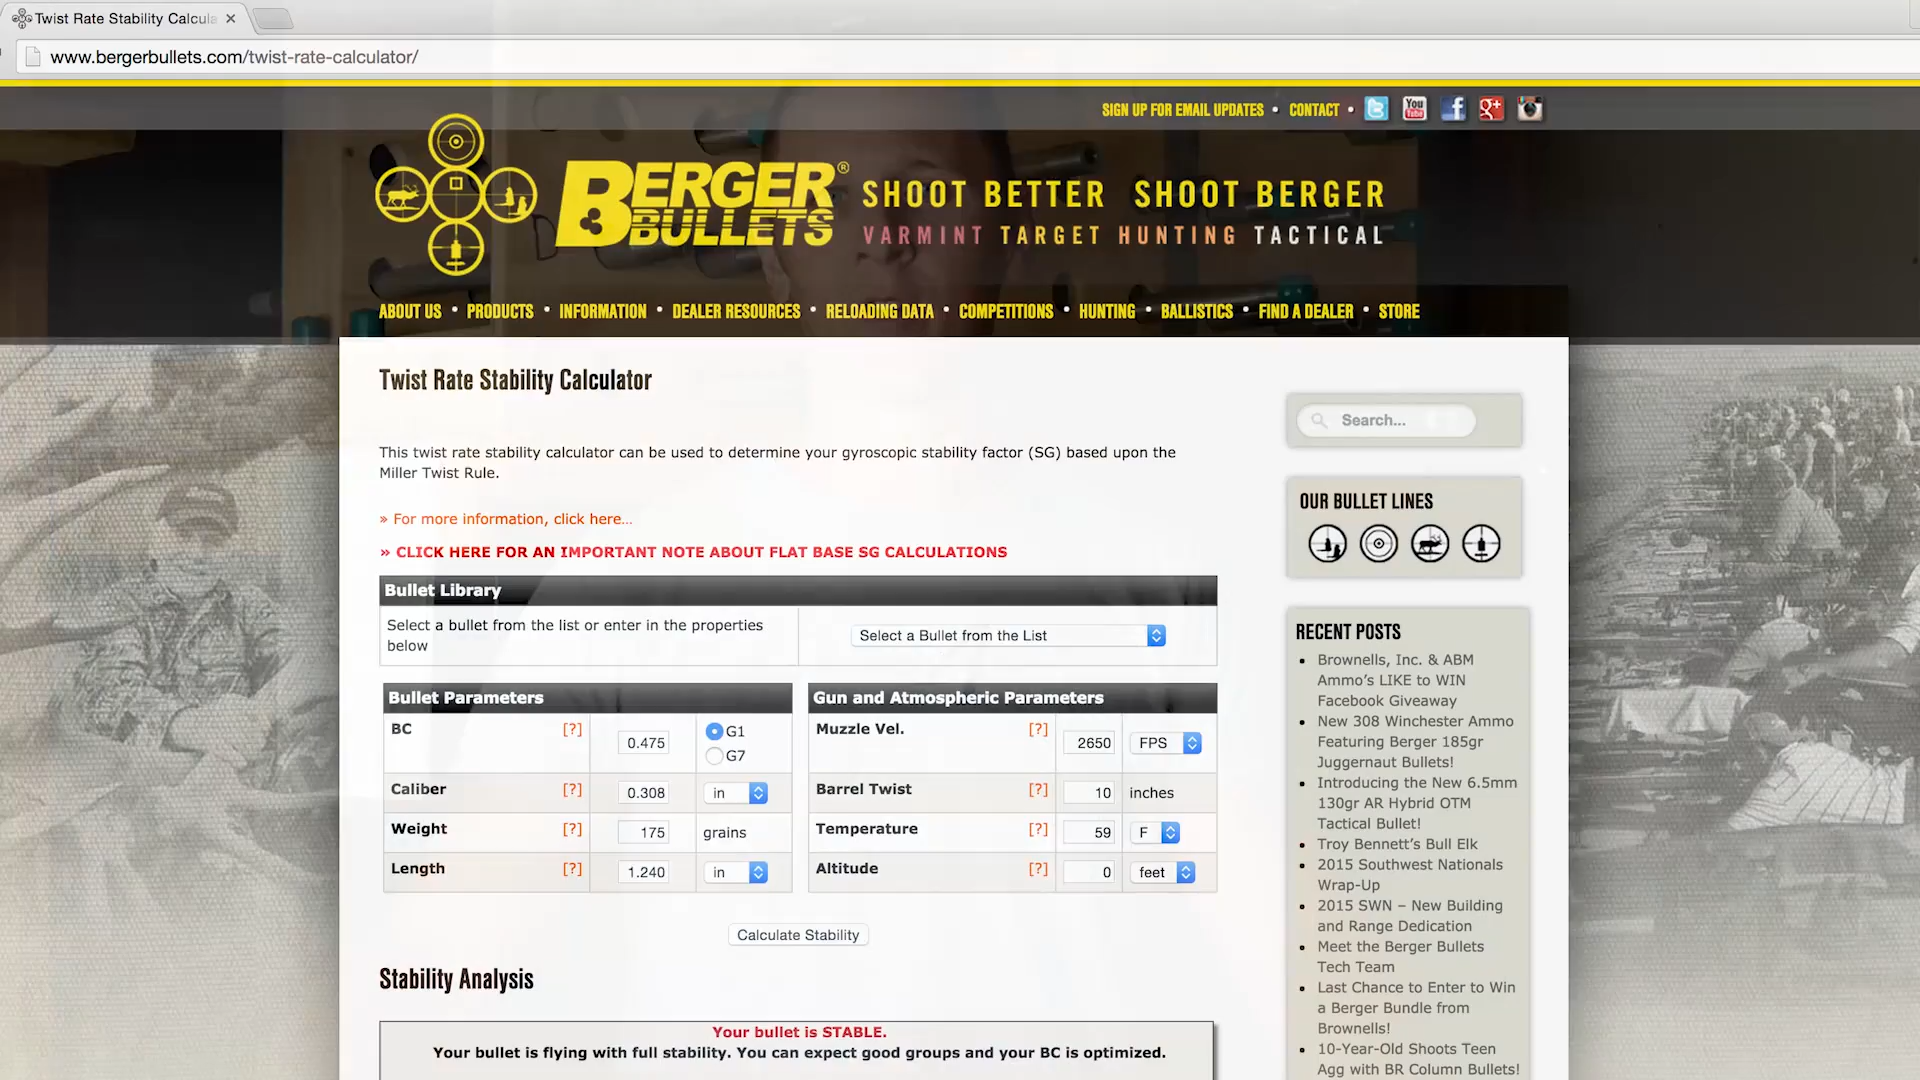 Twist Rate Stability Calcula
www.bergerbullets.com/twist-rate-calculator/
SIGN UP FOR EMAIL UPDATES • CONTACT •
You Tube
BERGER®
BULLETS
SHOOT BETTER SHOOT BERGER
VARMINT TARGET HUNTING TACTICAL
ABOUT US • PRODUCTS • INFORMATION • DEALER RESOURCES • RELOADING DATA • COMPETITIONS • HUNTING • BALLISTICS • FIND A DEALER • STORE
Twist Rate Stability Calculator
This twist rate stability calculator can be used to determine your gyroscopic stability factor (SG) based upon the
Miller Twist Rule.
» For more information, click here...
» CLICK HERE FOR AN IMPORTANT NOTE ABOUT FLAT BASE SG CALCULATIONS
Bullet Library
Select a bullet from the list or enter in the properties
below
Select a Bullet from the List
Bullet Parameters
BC [?] 0.475 G1
G7
Caliber [?] 0.308 in
Weight [?] 175 grains
Length [?] 1.240 in
Gun and Atmospheric Parameters
Muzzle Vel. [?] 2650 FPS
Barrel Twist [?] 10 inches
Temperature [?] 59 F
Altitude [?] 0 feet
Calculate Stability
Stability Analysis
Your bullet is STABLE.
Your bullet is flying with full stability. You can expect good groups and your BC is optimized.
Search...
OUR BULLET LINES
RECENT POSTS
• Brownells, Inc. & ABM
Ammo's LIKE to WIN
Facebook Giveaway
• New 308 Winchester Ammo
Featuring Berger 185gr
Juggernaut Bullets!
• Introducing the New 6.5mm
130gr AR Hybrid OTM
Tactical Bullet!
• Troy Bennett's Bull Elk
• 2015 Southwest Nationals
Wrap-Up
• 2015 SWN – New Building
and Range Dedication
• Meet the Berger Bullets
Tech Team
• Last Chance to Enter to Win
a Berger Bundle from
Brownells!
• 10-Year-Old Shoots Teen
Agg with BR Column Bullets!